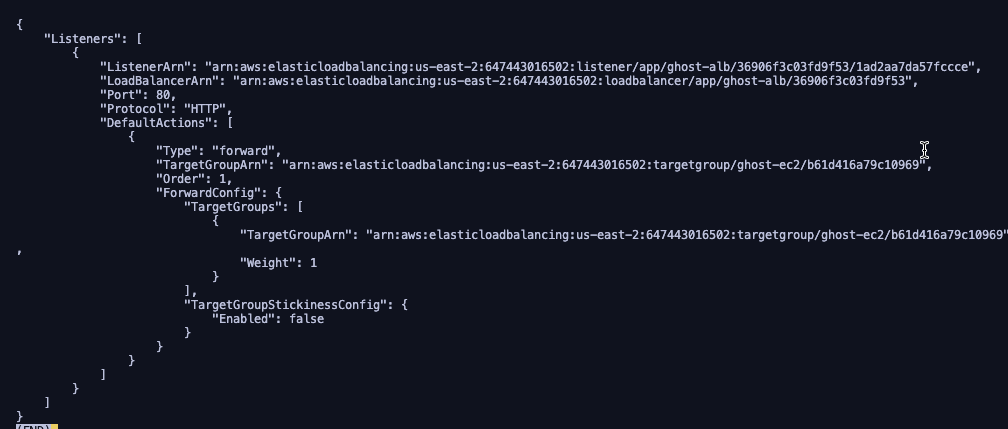 {
    "Listeners": [
        {
            "ListenerArn": "arn:aws:elasticloadbalancing:us-east-2:647443016502:listener/app/ghost-alb/36906f3c03fd9f53/1ad2aa7da57fccce",
            "LoadBalancerArn": "arn:aws:elasticloadbalancing:us-east-2:647443016502:loadbalancer/app/ghost-alb/36906f3c03fd9f53",
            "Port": 80,
            "Protocol": "HTTP",
            "DefaultActions": [
                {
                    "Type": "forward",
                    "TargetGroupArn": "arn:aws:elasticloadbalancing:us-east-2:647443016502:targetgroup/ghost-ec2/b61d416a79c10969",
                    "Order": 1,
                    "ForwardConfig": {
                        "TargetGroups": [
                            {
                                "TargetGroupArn": "arn:aws:elasticloadbalancing:us-east-2:647443016502:targetgroup/ghost-ec2/b61d416a79c10969"
,
                                "Weight": 1
                            }
                        ],
                        "TargetGroupStickinessConfig": {
                            "Enabled": false
                        }
                    }
                }
            ]
        }
    ]
}
(END)